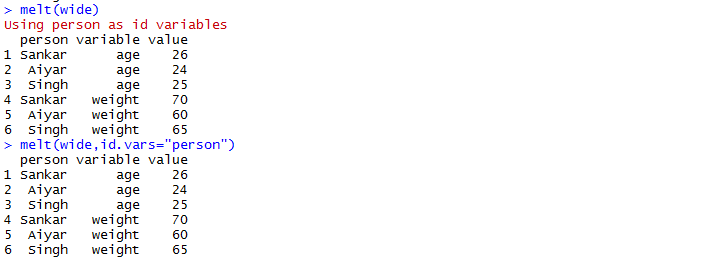 > melt(wide)
Using person as id variables
  person variable value
1 Sankar      age    26
2  Aiyar      age    24
3  Singh      age    25
4 Sankar   weight    70
5  Aiyar   weight    60
6  Singh   weight    65
> melt(wide,id.vars="person")
  person variable value
1 Sankar      age    26
2  Aiyar      age    24
3  Singh      age    25
4 Sankar   weight    70
5  Aiyar   weight    60
6  Singh   weight    65